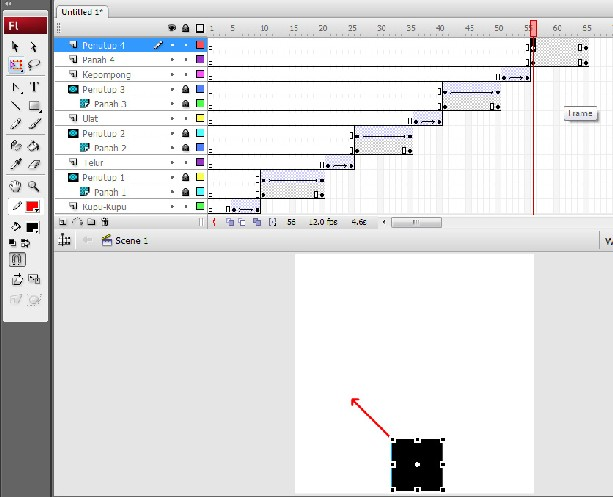 Fl
Untitled 1*
1 5 10 15 20 25 30 35 40 45 50 55 60 65
Penutup 4
Panah 4
Kepompong
Penutup 3
Panah 3
Ulat
Penutup 2
Panah 2
Telur
Penutup 1
Panah 1
Kupu-Kupu
Frame
56 12.0 fps 4.6s
Scene 1
W
T